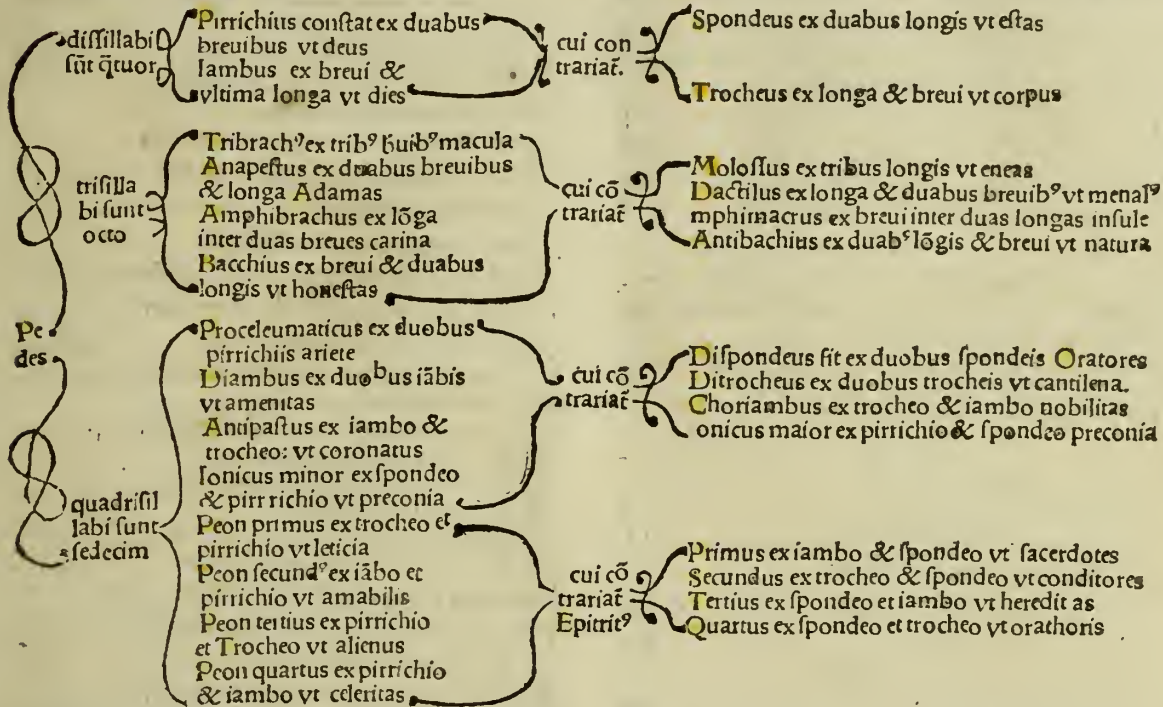 Pe
des
diſſillabi
ſūt q̄tuor
Pirrichius conſtat ex duabus
breuibus vt deus
Iambus ex breui &
vltima longa vt dies
cui con
trariat̄.
Spondeus ex duabus longis vt eſtas
Trocheus ex longa & breui vt corpus
triſilla
bi ſunt
octo
Tribrachꝰ ex tribꝰ b̄uibꝰ macula
Anapeſtus ex duabus breuibus
& longa Adamas
Amphibrachus ex lōga
inter duas breues carina
Bacchius ex breui & duabus
longis vt honeſtas
cui cō
trariat̄
Moloſſus ex tribus longis vt eneas
Dactilus ex longa & duabus breuibꝰ vt menalꝰ
mphimacrus ex breui inter duas longas inſule
Antibachius ex duabꝰ lōgis & breui vt natura
quadriſil
labi ſunt
ſedecim
Proceleumaticus ex duobus
pirrichiis ariete
Diambus ex duobus iābis
vt amenitas
Antipaſtus ex iambo &
trocheo: vt coronatus
Ionicus minor ex ſpondeo
& pirrrichio vt preconia
cui cō
trariat̄
Diſpondeus fit ex duobus ſpondeis Oratores
Ditrocheus ex duobus trocheis vt cantilena.
Choriambus ex trocheo & iambo nobilitas
onicus maior ex pirrichio & ſpondeo preconia
Peon primus ex trocheo et
pirrichio vt leticia
Peon ſecundꝰ ex iābo et
pirrichio vt amabilis
Peon tertius ex pirrichio
et Trocheo vt alienus
Peon quartus ex pirrichio
& iambo vt celeritas
cui cō
trariat̄
Epitritꝰ
Primus ex iambo & ſpondeo vt ſacerdotes
Secundus ex trocheo & ſpondeo vt conditores
Tertius ex ſpondeo et iambo vt heredit as
Quartus ex ſpondeo et trocheo vt orathoris